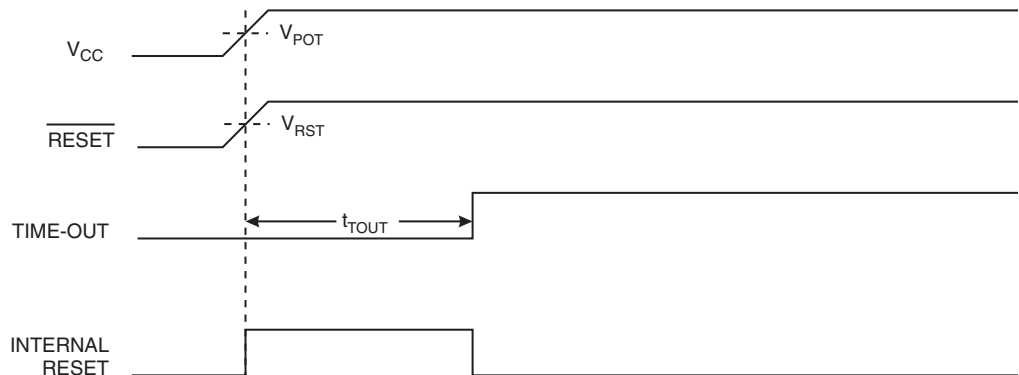 V_CC
V_POT
RESET
V_RST
TIME-OUT
t_TOUT
INTERNAL
RESET